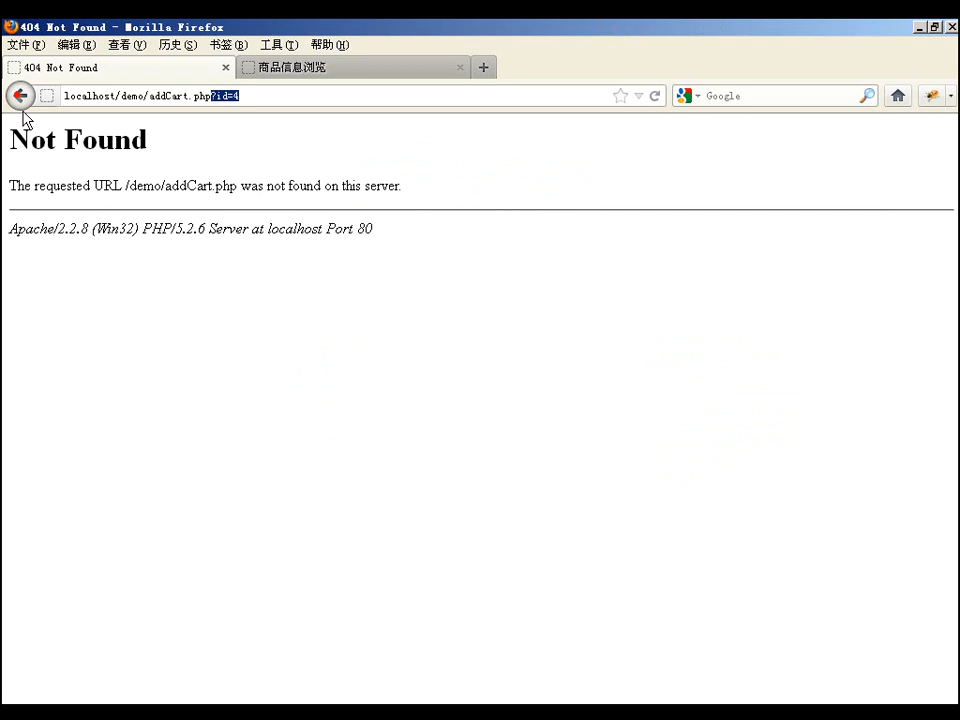 404 Not Found - Mozilla Firefox
文件(F) 编辑(E) 查看(V) 历史(S) 书签(B) 工具(T) 帮助(H)
404 Not Found 商品信息浏览
localhost/demo/addCart.php?id=4 Google
Not Found
The requested URL /demo/addCart.php was not found on this server.
Apache/2.2.8 (Win32) PHP/5.2.6 Server at localhost Port 80